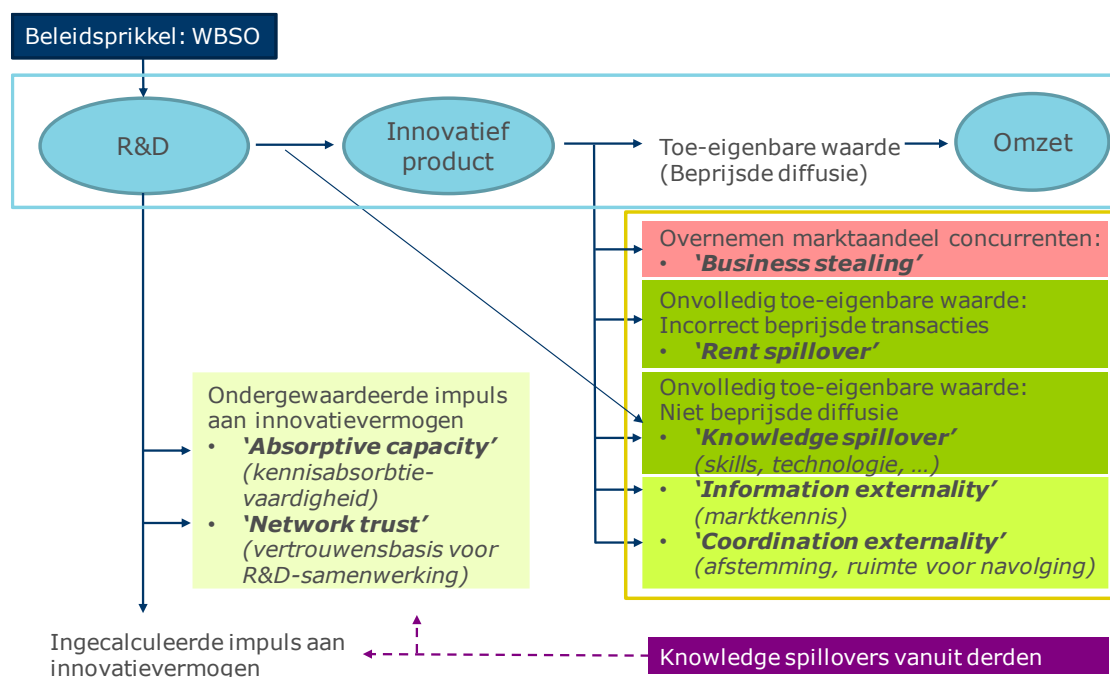 Beleidsprikkel: WBSO
R&D
Innovatief
product
Toe-eigenbare waarde
(Beprijsde diffusie)
Omzet
Overnemen marktaandeel concurrenten:
• ‘Business stealing’
Onvolledig toe-eigenbare waarde:
Incorrect beprijsde transacties
• ‘Rent spillover’
Onvolledig toe-eigenbare waarde:
Niet beprijsde diffusie
• ‘Knowledge spillover’
(skills, technologie, …)
• ‘Information externality’
(marktkennis)
• ‘Coordination externality’
(afstemming, ruimte voor navolging)
Ondergewaardeerde impuls
aan innovatievermogen
• ‘Absorptive capacity’
(kennisabsorbtie-
vaardigheid)
• ‘Network trust’
(vertrouwensbasis voor
R&D-samenwerking)
Ingecalculeerde impuls aan
innovatievermogen
Knowledge spillovers vanuit derden